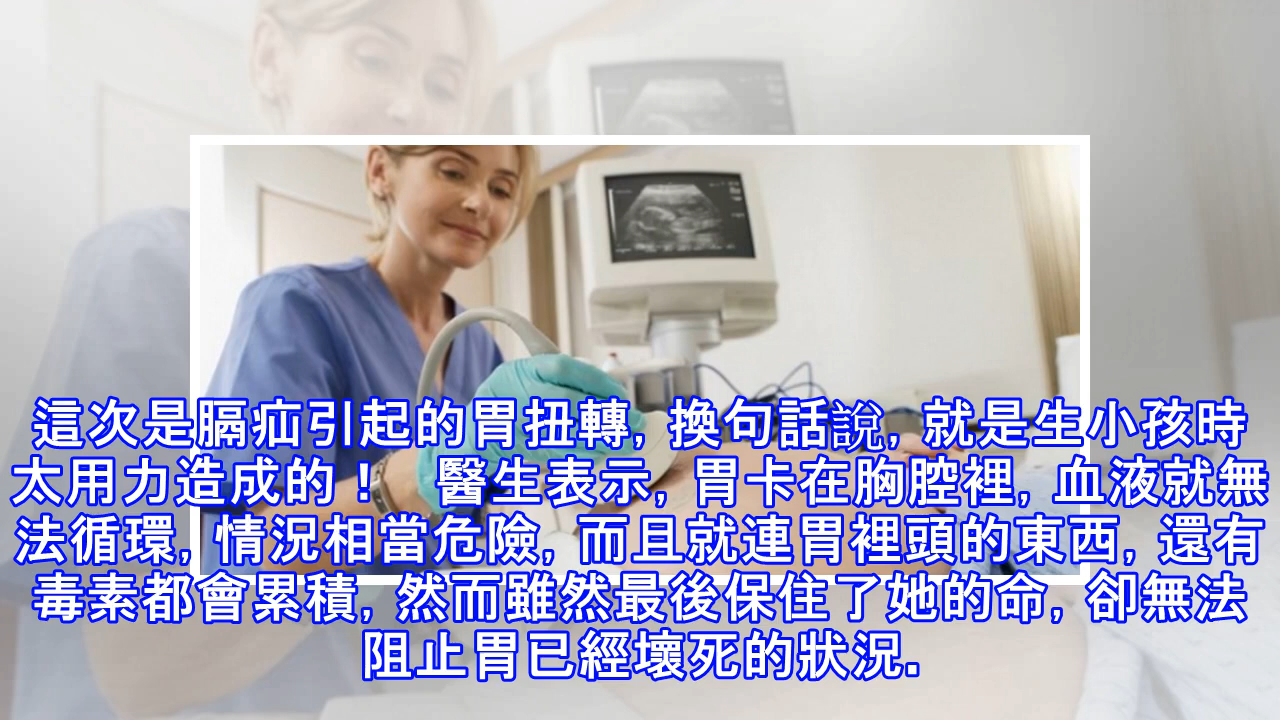 這次是膈疝引起的胃扭轉, 換句話說, 就是生小孩時
太用力造成的！ 醫生表示, 胃卡在胸腔裡, 血液就無
法循環, 情況相當危險, 而且就連胃裡頭的東西, 還有
毒素都會累積, 然而雖然最後保住了她的命, 卻無法
阻止胃已經壞死的狀況.